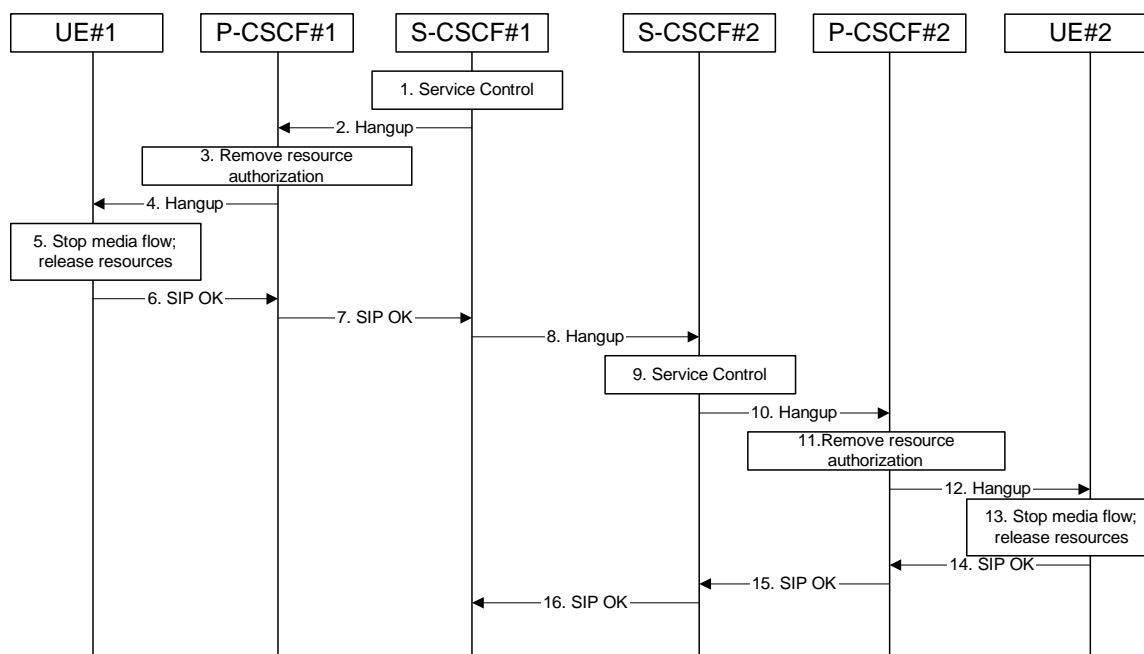 UE#1
P-CSCF#1
S-CSCF#1
S-CSCF#2
P-CSCF#2
UE#2
1. Service Control
2. Hangup
3. Remove resource
authorization
4. Hangup
5. Stop media flow;
release resources
6. SIP OK
7. SIP OK
8. Hangup
9. Service Control
10. Hangup
11.Remove resource
authorization
12. Hangup
13. Stop media flow;
release resources
14. SIP OK
15. SIP OK
16. SIP OK